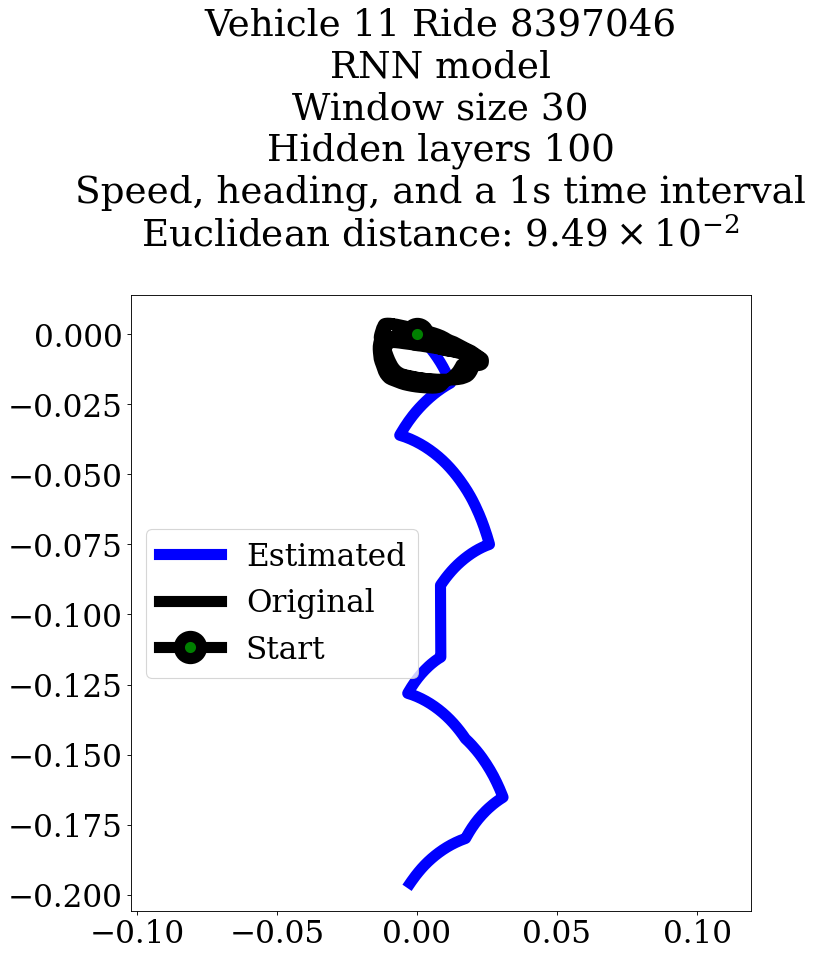 Vehicle 11 Ride 8397046
RNN model
Window size 30
Hidden layers 100
Speed, heading, and a 1s time interval
Euclidean distance: 9.49 × 10⁻²
0.000
−0.025
−0.050
−0.075
−0.100
−0.125
−0.150
−0.175
−0.200
Estimated
Original
Start
−0.10 −0.05 0.00 0.05 0.10